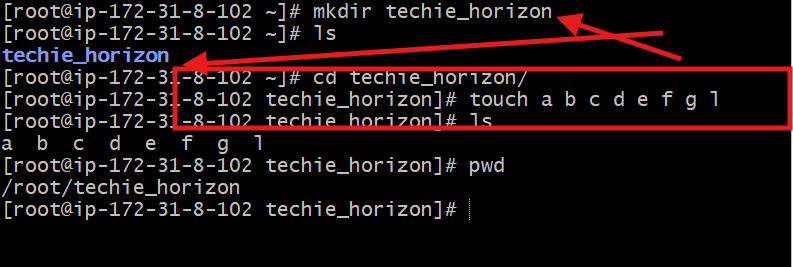 [root@ip-172-31-8-102 ~]# mkdir techie_horizon
[root@ip-172-31-8-102 ~]# ls
techie_horizon
[root@ip-172-31-8-102 ~]# cd techie_horizon/
[root@ip-172-31-8-102 techie_horizon]# touch a b c d e f g l
[root@ip-172-31-8-102 techie_horizon]# ls
a  b  c  d  e  f  g  l
[root@ip-172-31-8-102 techie_horizon]# pwd
/root/techie_horizon
[root@ip-172-31-8-102 techie_horizon]#